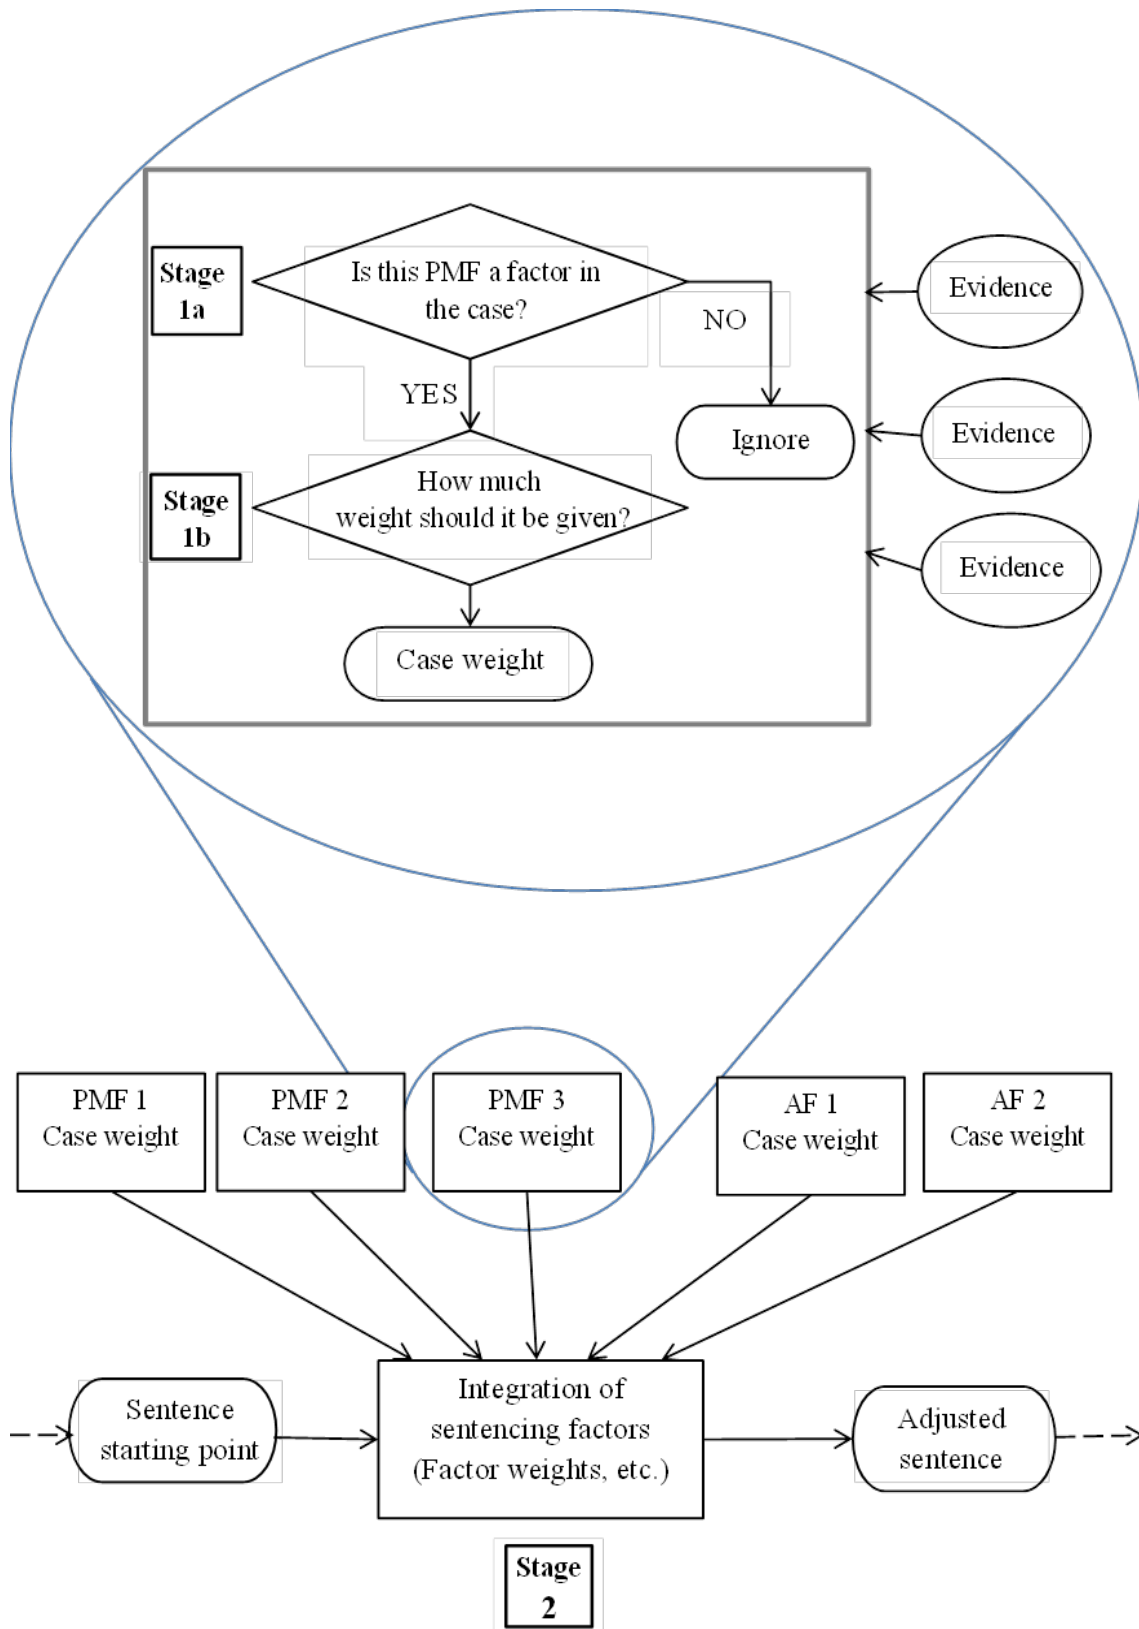 Stage
1a
Is this PMF a factor in
the case?
NO
YES
Ignore
Evidence
Evidence
Evidence
Stage
1b
How much
weight should it be given?
Case weight
PMF 1
Case weight
PMF 2
Case weight
PMF 3
Case weight
AF 1
Case weight
AF 2
Case weight
Sentence
starting point
Integration of
sentencing factors
(Factor weights, etc.)
Adjusted
sentence
Stage
2